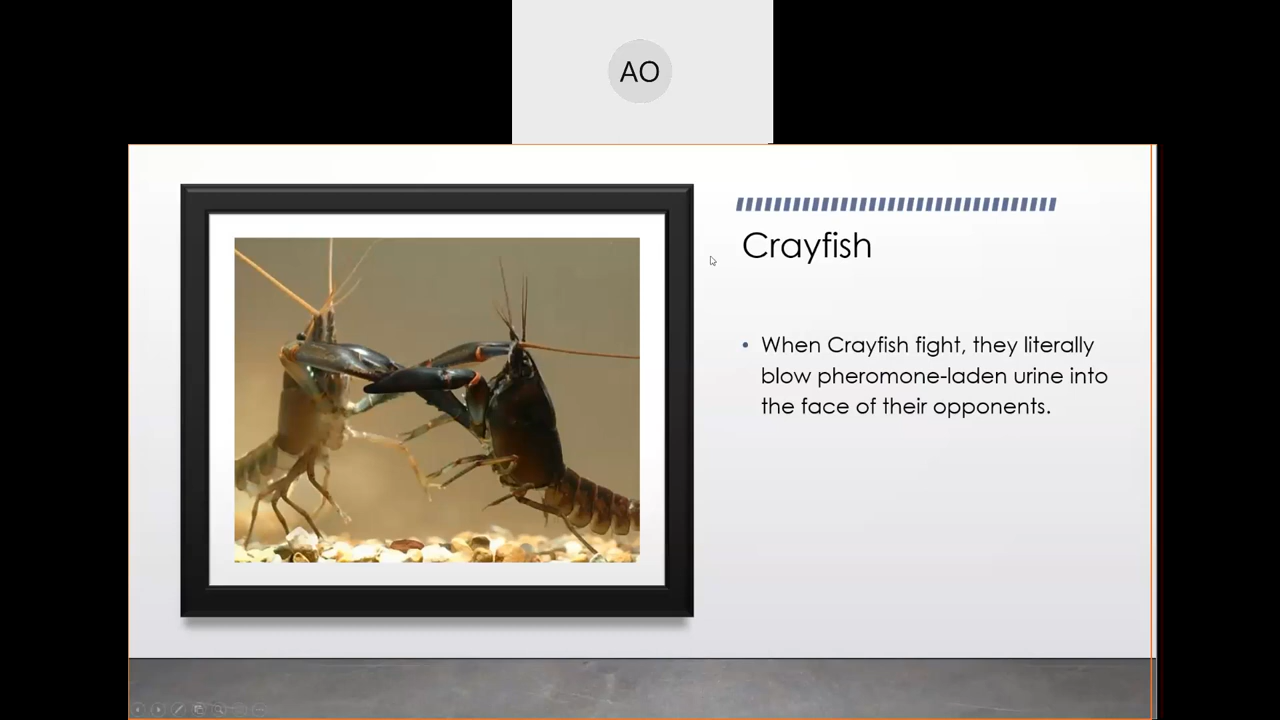 AO
Crayfish
• When Crayfish fight, they literally
blow pheromone-laden urine into
the face of their opponents.